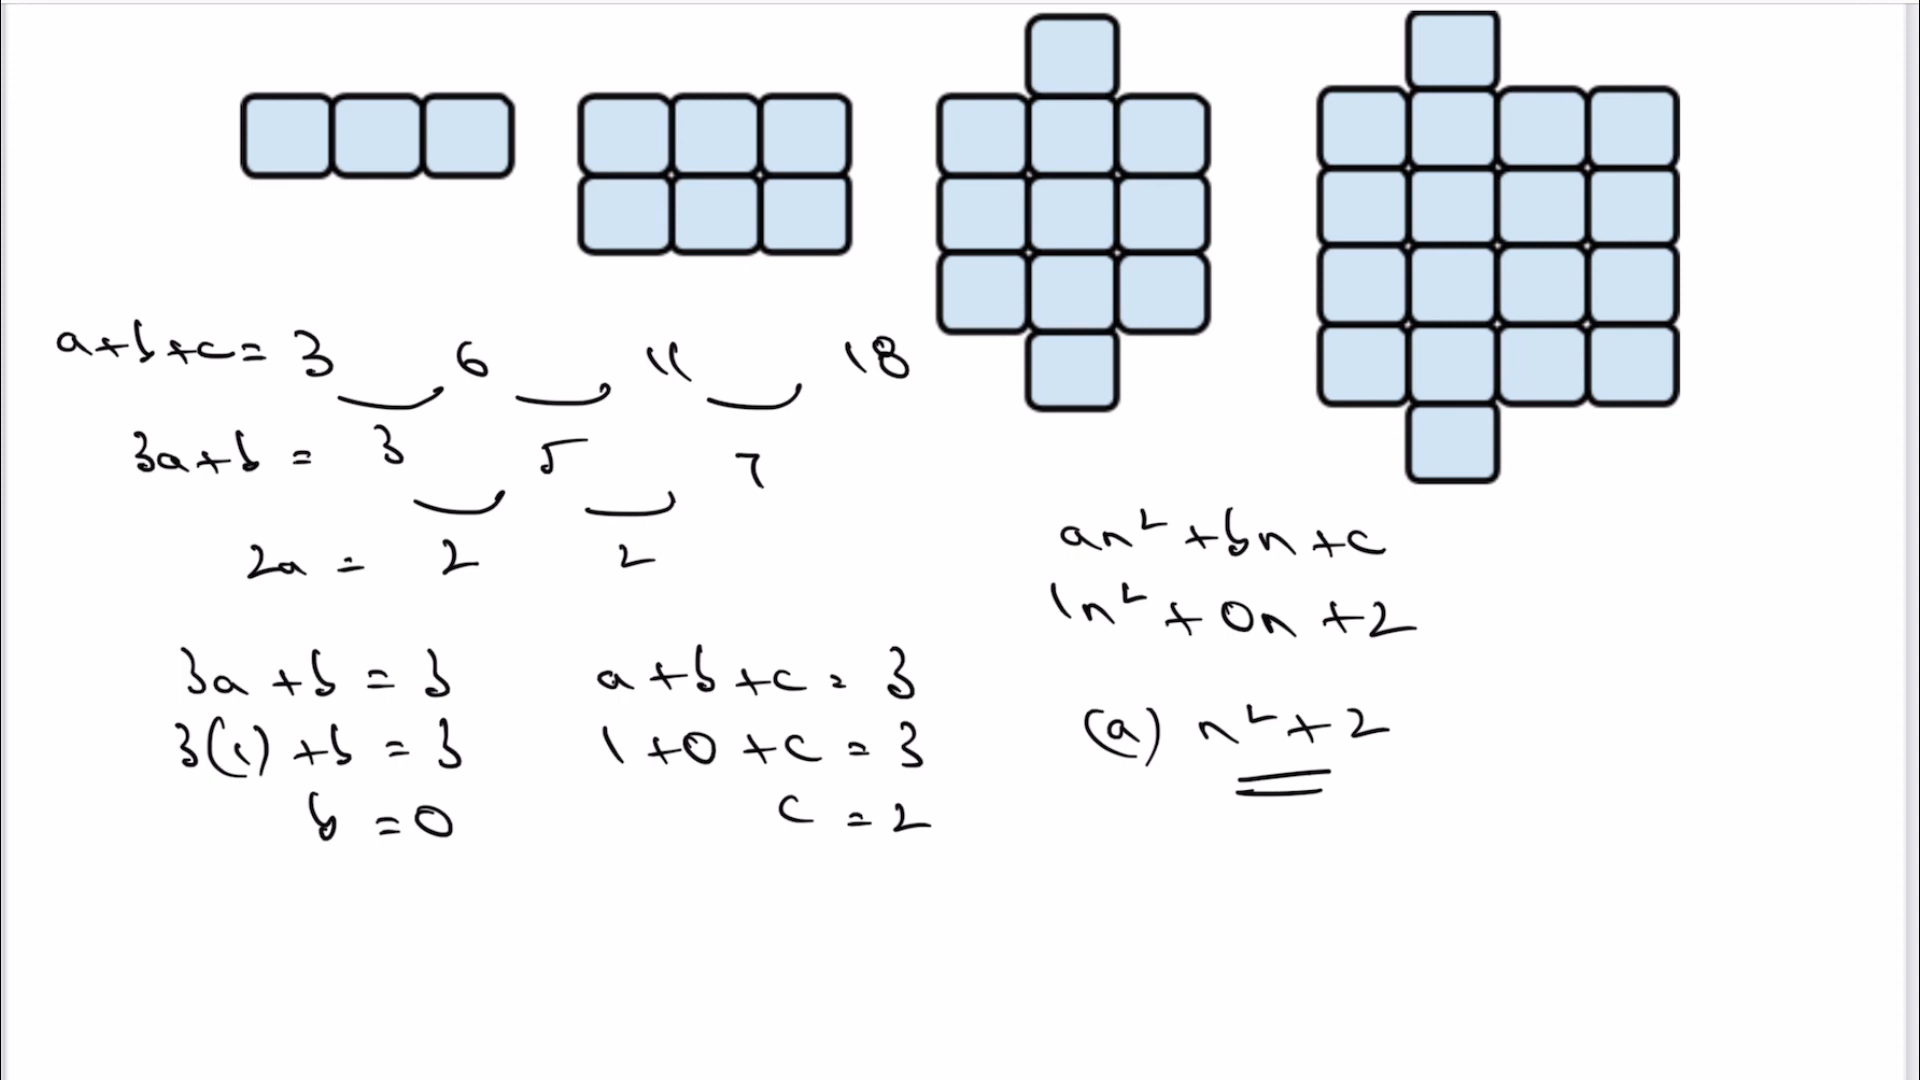 a+b+c= 3 6 11 18
3a+b = 3 5 7
2a = 2 2
an²+bn+c
1n²+0n+2
3a+b=3
a+b+c=3
3(1)+b=3
1+0+c=3
(a) n²+2
b=0
c=2